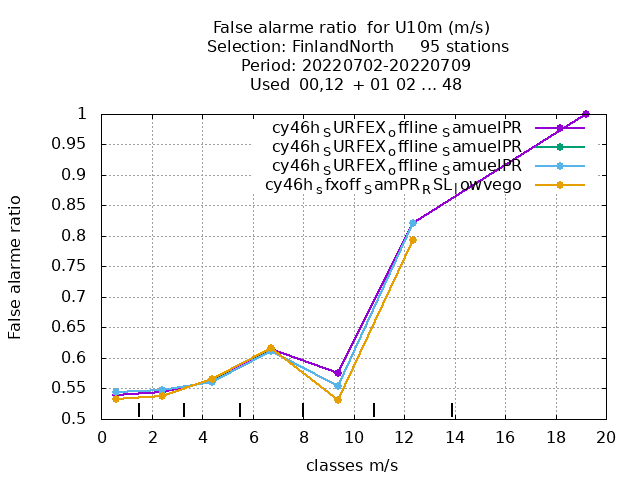 False alarme ratio  for U10m (m/s)
Selection: FinlandNorth     95 stations
Period: 20220702-20220709
Used  00,12  + 01 02 ... 48
cy46h_SURFEX_offline_SamuelPR
cy46h_SURFEX_offline_SamuelPR
cy46h_SURFEX_offline_SamuelPR
cy46h_sfxoff_SamPR_RSL_lowvego
1
0.95
0.9
0.85
0.8
0.75
0.7
0.65
0.6
0.55
0.5
False alarme ratio
0 2 4 6 8 10 12 14 16 18 20
classes m/s